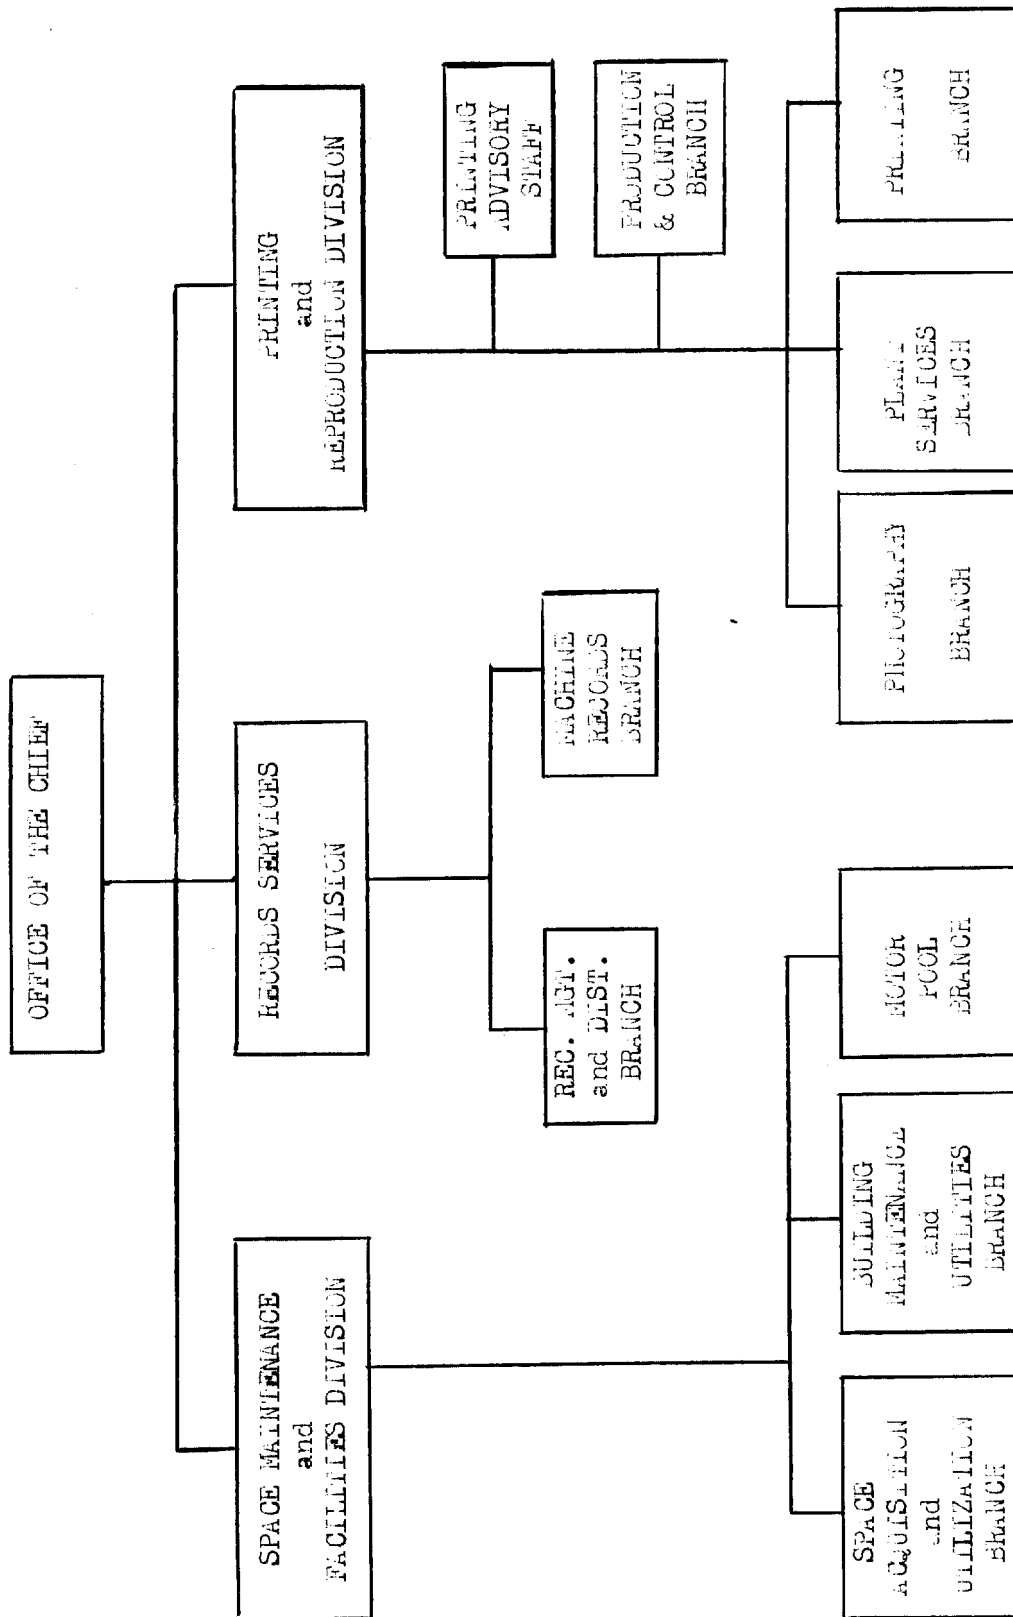 OFFICE OF THE CHIEF
SPACE MAINTENANCE
and
FACILITIES DIVISION
RECORDS SERVICES
DIVISION
PRINTING
and
REPRODUCTION DIVISION
PRINTING
ADVISORY
STAFF
PRODUCTION
& CONTROL
BRANCH
REC. MGT.
and DIST.
BRANCH
MACHINE
RECORDS
BRANCH
SPACE
ACQUISITION
and
UTILIZATION
BRANCH
BUILDING
MAINTENANCE
and
UTILITIES
BRANCH
MOTOR
POOL
BRANCH
PHOTOGRAPHY
BRANCH
PLANT
SERVICES
BRANCH
PRINTING
BRANCH